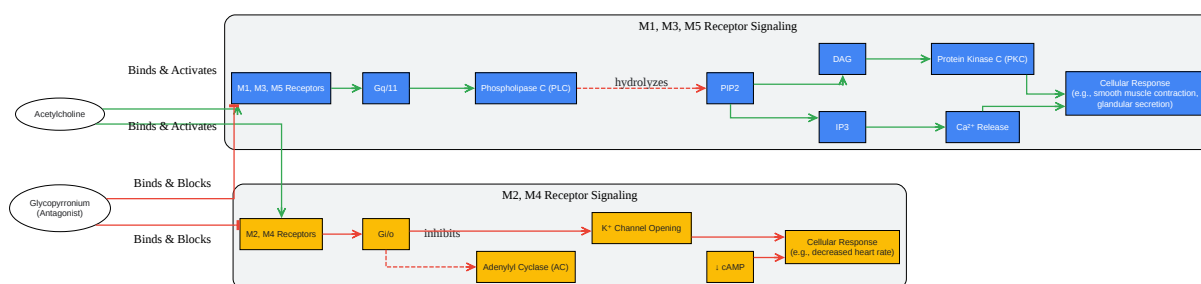 M1, M3, M5 Receptor Signaling
Binds & Activates
M1, M3, M5 Receptors
Gq/11
Phospholipase C (PLC)
hydrolyzes
PIP2
DAG
Protein Kinase C (PKC)
Cellular Response
(e.g., smooth muscle contraction,
glandular secretion)
Acetylcholine
Binds & Activates
IP3
Ca²⁺ Release
Binds & Blocks
Glycopyrronium
(Antagonist)
Binds & Blocks
M2, M4 Receptor Signaling
M2, M4 Receptors
Gi/o
inhibits
K⁺ Channel Opening
Cellular Response
(e.g., decreased heart rate)
Adenylyl Cyclase (AC)
↓ cAMP